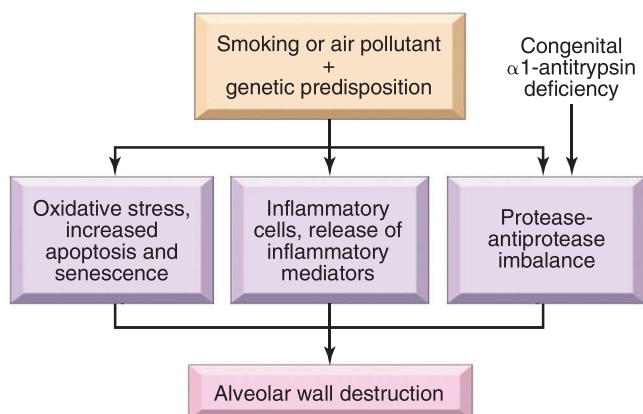 Smoking or air pollutant
+
genetic predisposition
Congenital
α1-antitrypsin
deficiency
Oxidative stress,
increased
apoptosis and
senescence
Inflammatory
cells, release of
inflammatory
mediators
Protease-
antiprotease
imbalance
Alveolar wall destruction